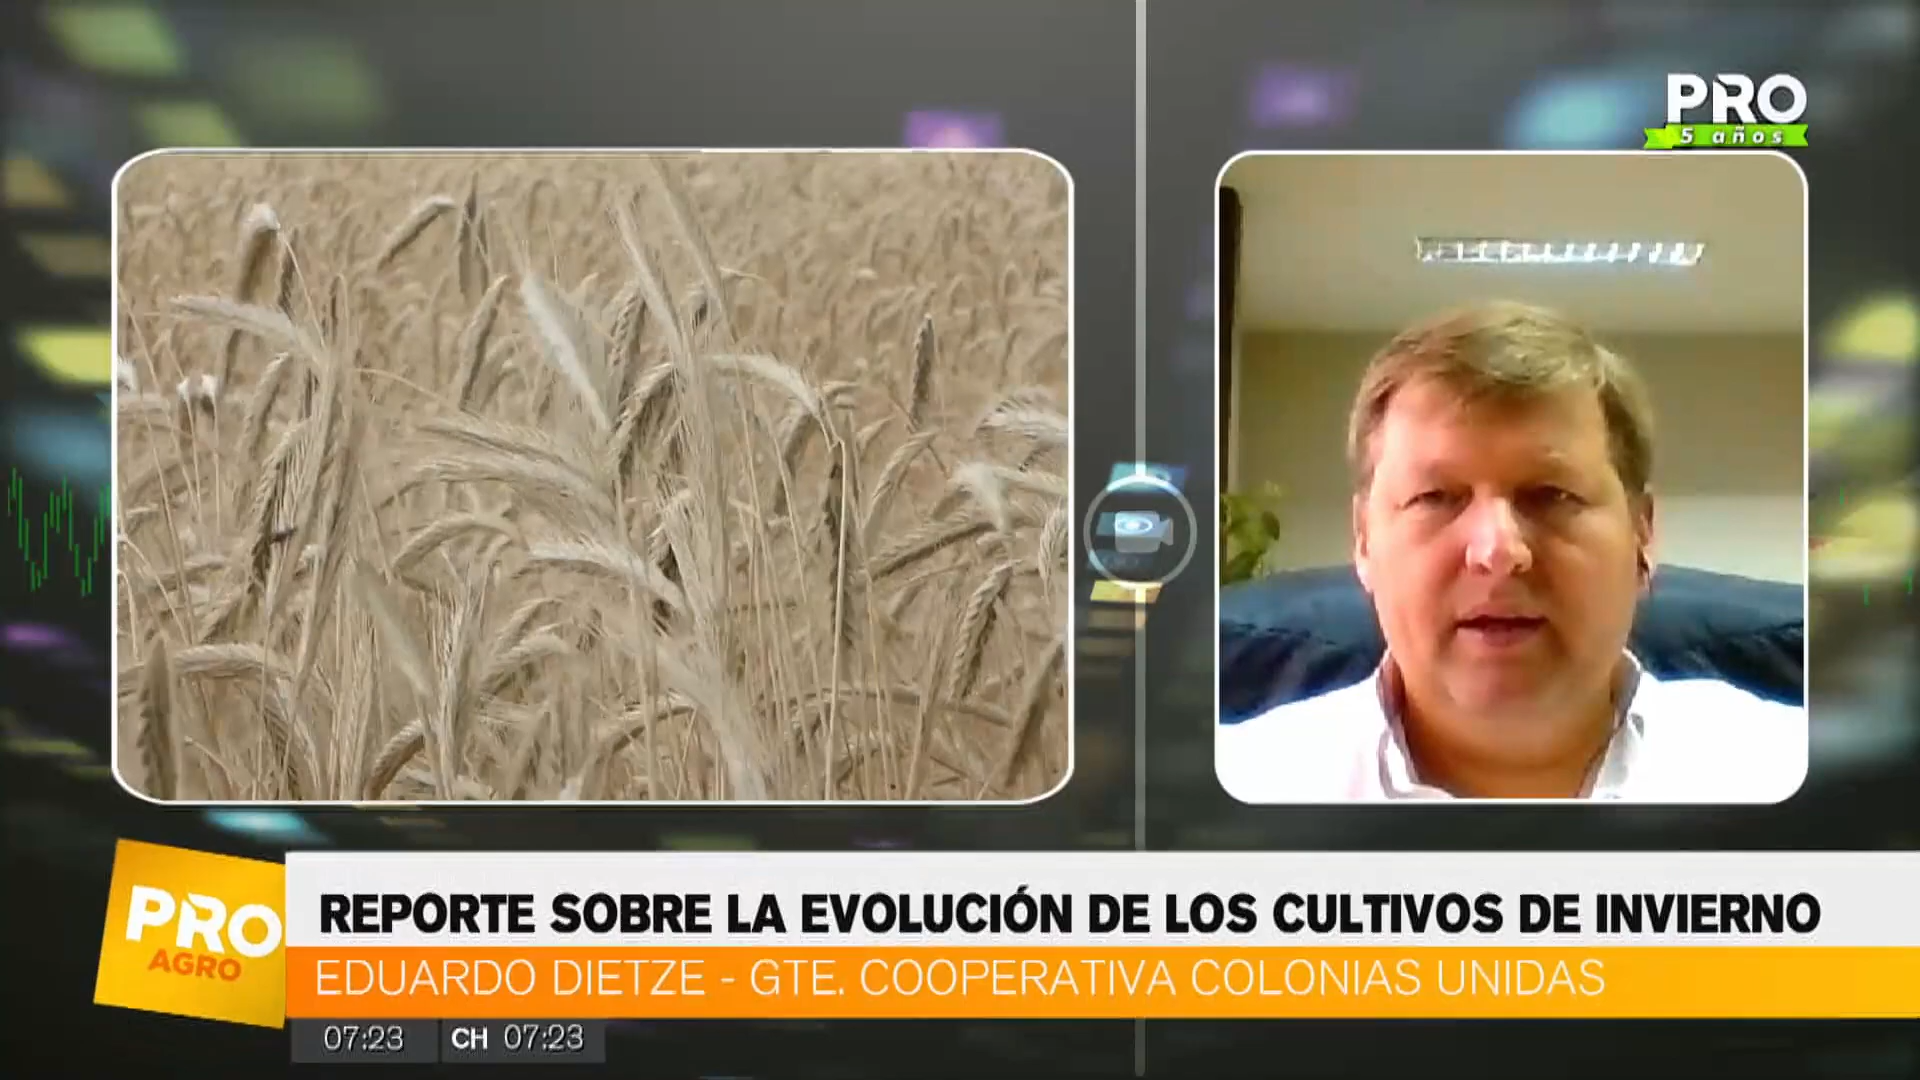 PRO
5 años
PRO
AGRO
REPORTE SOBRE LA EVOLUCIÓN DE LOS CULTIVOS DE INVIERNO
EDUARDO DIETZE - GTE. COOPERATIVA COLONIAS UNIDAS
07:23 CH 07:23